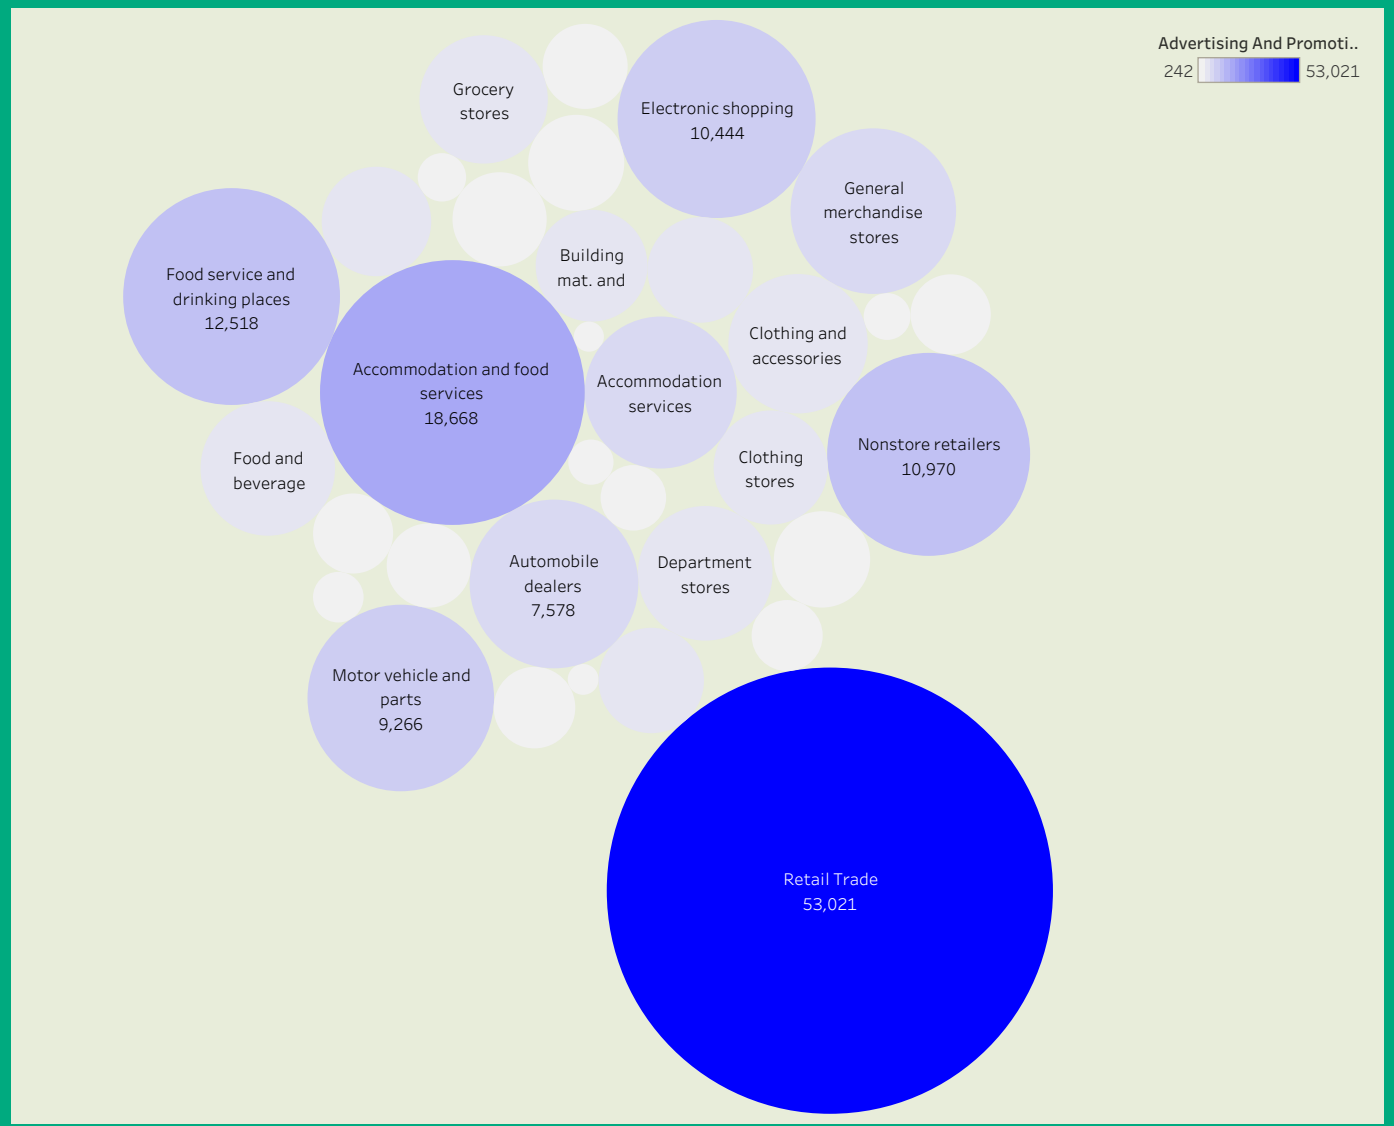 Advertising And Promoti..
242
53,021
Grocery
stores
Electronic shopping
10,444
General
merchandise
stores
Food service and
drinking places
12,518
Building
mat. and
Clothing and
accessories
Accommodation and food
services
18,668
Accommodation
services
Nonstore retailers
10,970
Food and
beverage
Clothing
stores
Automobile
dealers
7,578
Department
stores
Motor vehicle and
parts
9,266
Retail Trade
53,021